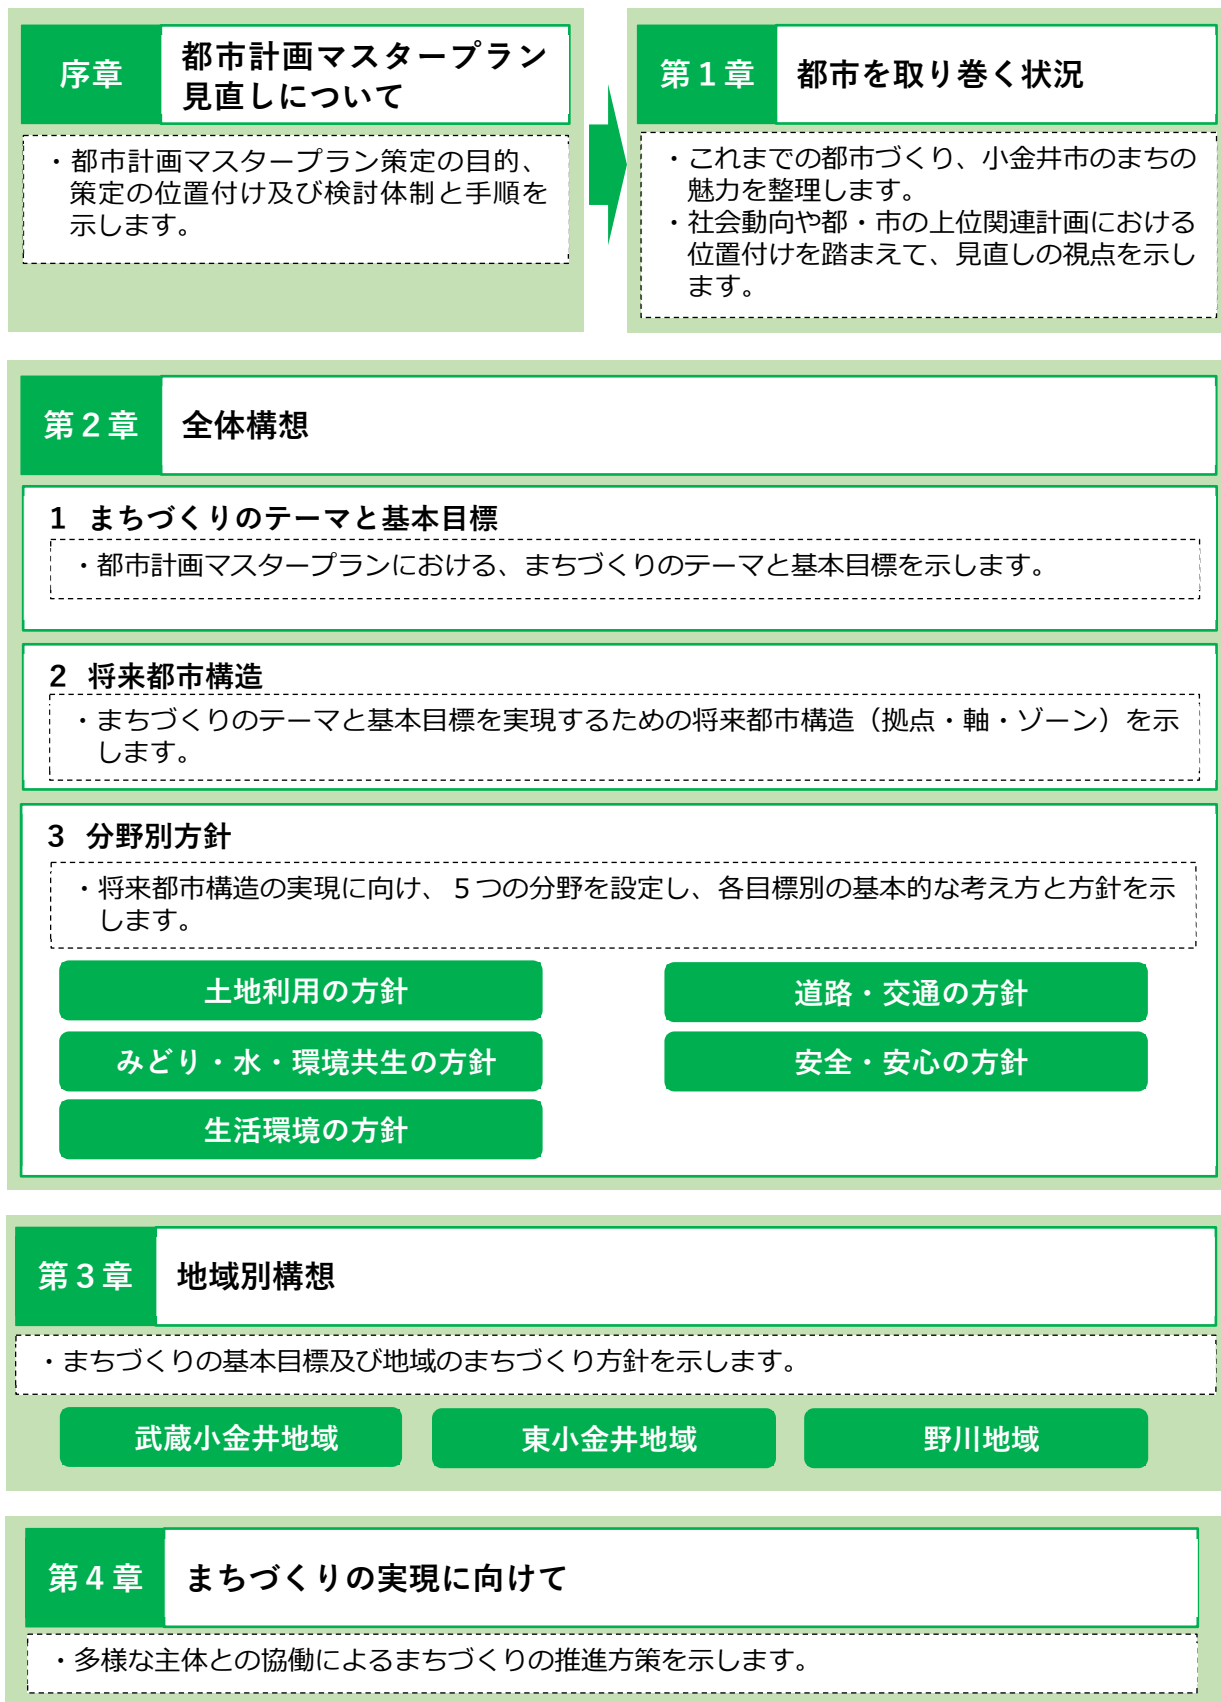 序章
都市計画マスタープラン
見直しについて
・都市計画マスタープラン策定の目的、
策定の位置付け及び検討体制と手順を
示します。
第１章
都市を取り巻く状況
・これまでの都市づくり、小金井市のまちの
魅力を整理します。
・社会動向や都・市の上位関連計画における
位置付けを踏まえて、見直しの視点を示し
ます。
第２章
全体構想
1 まちづくりのテーマと基本目標
・都市計画マスタープランにおける、まちづくりのテーマと基本目標を示します。
2 将来都市構造
・まちづくりのテーマと基本目標を実現するための将来都市構造（拠点・軸・ゾーン）を示
します。
3 分野別方針
・将来都市構造の実現に向け、５つの分野を設定し、各目標別の基本的な考え方と方針を示
します。
土地利用の方針
道路・交通の方針
みどり・水・環境共生の方針
安全・安心の方針
生活環境の方針
第３章
地域別構想
・まちづくりの基本目標及び地域のまちづくり方針を示します。
武蔵小金井地域
東小金井地域
野川地域
第４章
まちづくりの実現に向けて
・多様な主体との協働によるまちづくりの推進方策を示します。